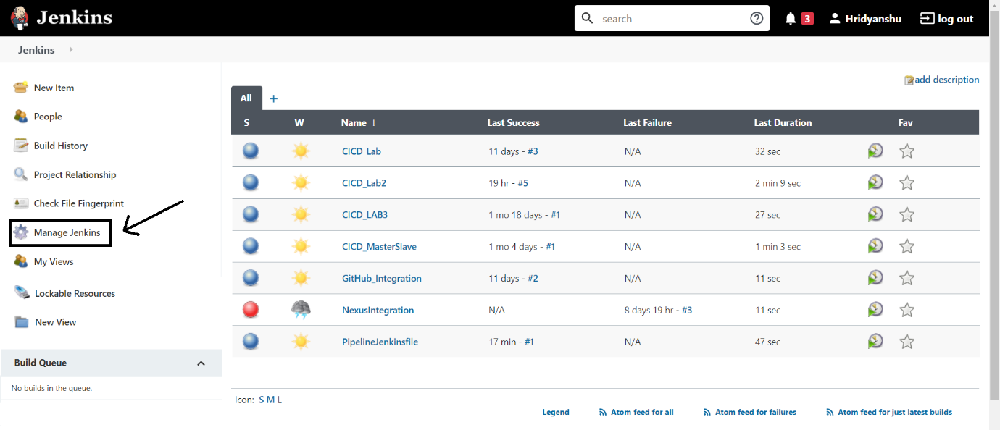 Jenkins
search
3
Hridyanshu
log out
Jenkins
New Item
People
Build History
Project Relationship
Check File Fingerprint
Manage Jenkins
My Views
Lockable Resources
New View
Build Queue
No builds in the queue.
add description
All +
S W Name ↓ Last Success Last Failure Last Duration Fav
CICD_Lab 11 days - #3 N/A 32 sec
CICD_Lab2 19 hr - #5 N/A 2 min 9 sec
CICD_LAB3 1 mo 18 days - #1 N/A 27 sec
CICD_MasterSlave 1 mo 4 days - #1 N/A 1 min 3 sec
GitHub_Integration 11 days - #2 N/A 11 sec
NexusIntegration N/A 8 days 19 hr - #3 11 sec
PipelineJenkinsfile 17 min - #1 N/A 47 sec
Icon: S M L
Legend Atom feed for all Atom feed for failures Atom feed for just latest builds